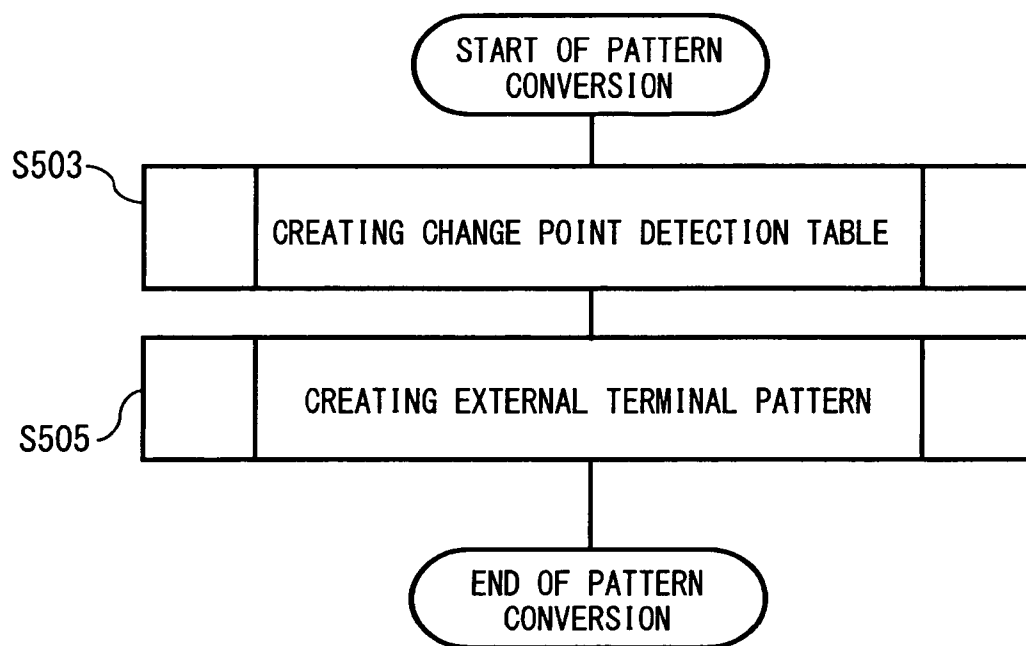 START OF PATTERN
CONVERSION
S503
CREATING CHANGE POINT DETECTION TABLE
CREATING EXTERNAL TERMINAL PATTERN
S505
END OF PATTERN
CONVERSION